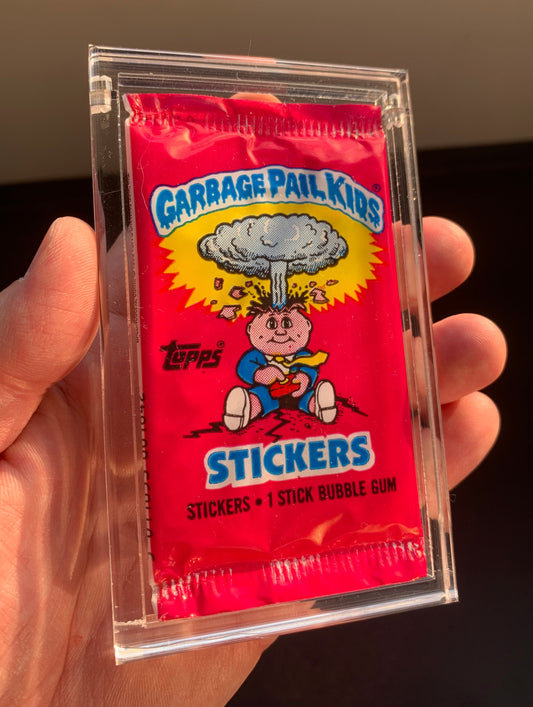 GARBAGE PAIL KIDS®
Topps®
STICKERS
STICKERS • 1 STICK BUBBLE GUM